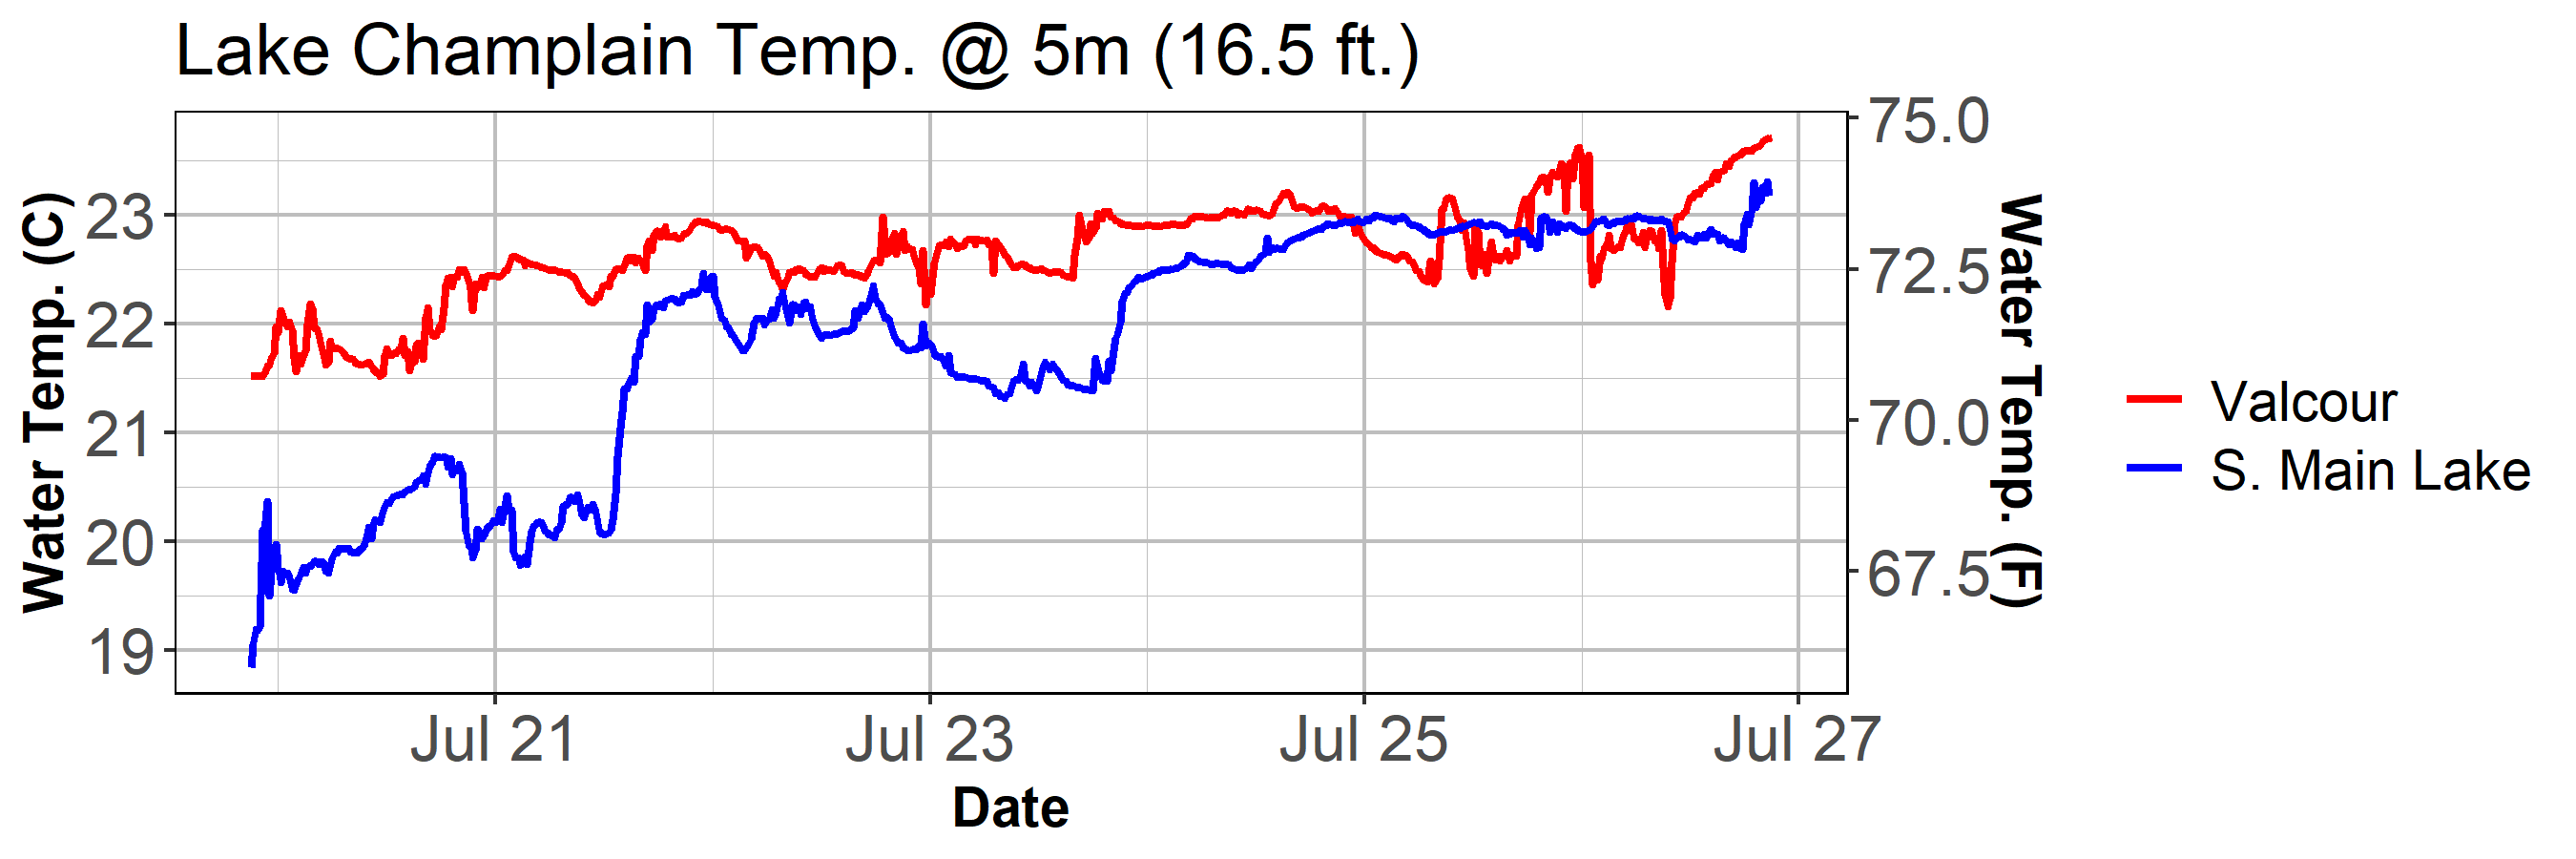 Lake Champlain Temp. @ 5m (16.5 ft.)
Water Temp. (C)
23
22
21
20
19
75.0
72.5
70.0
67.5
Water Temp. (F)
Jul 21
Jul 23
Jul 25
Jul 27
Date
Valcour
S. Main Lake